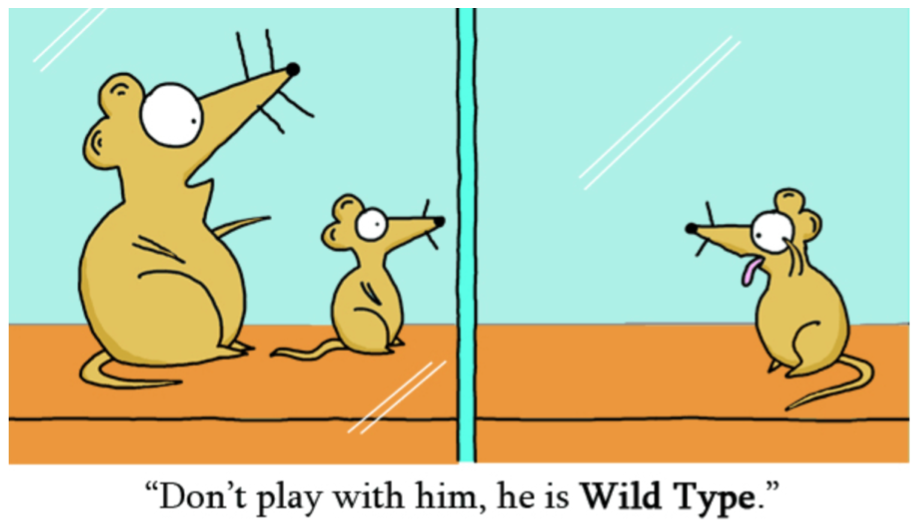 “Don’t play with him, he is Wild Type.”